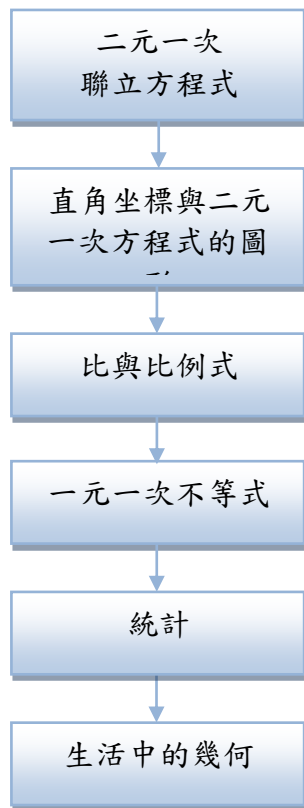 二元一次
聯立方程式
直角坐標與二元
一次方程式的圖
比與比例式
一元一次不等式
統計
生活中的幾何